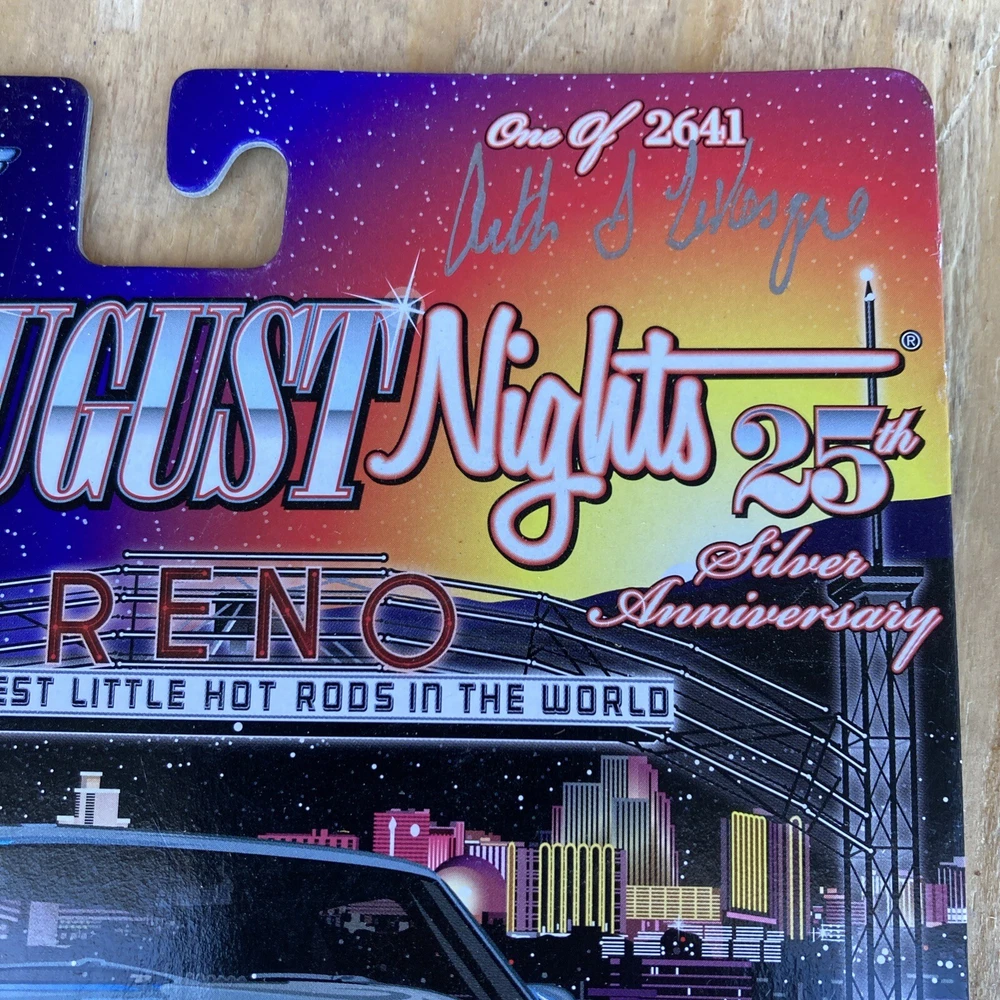 One Of 2641
UGUST Nights ®
25th
Silver
Anniversary
RENO
EST LITTLE HOT RODS IN THE WORLD